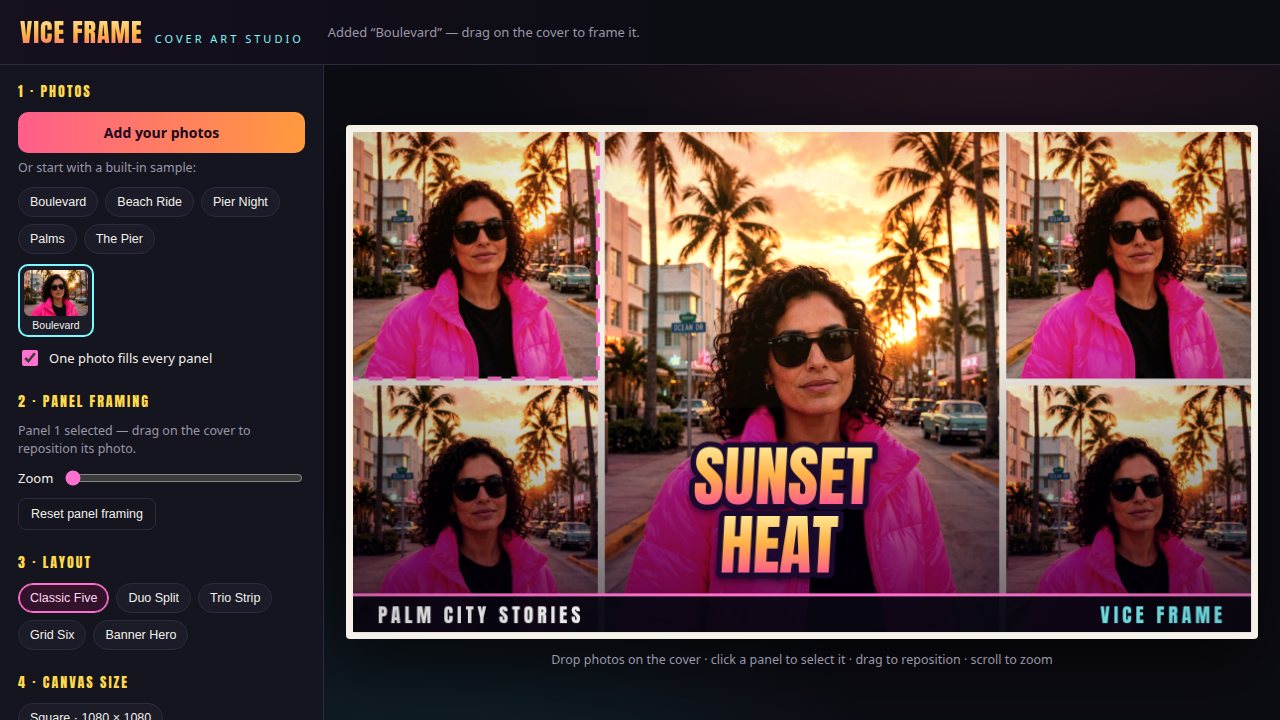 VICE FRAME COVER ART STUDIO
Added “Boulevard” — drag on the cover to frame it.
1 · PHOTOS
Add your photos
Or start with a built-in sample:
Boulevard Beach Ride Pier Night
Palms The Pier
Boulevard
One photo fills every panel
2 · PANEL FRAMING
Panel 1 selected — drag on the cover to
reposition its photo.
Zoom
Reset panel framing
3 · LAYOUT
Classic Five Duo Split Trio Strip
Grid Six Banner Hero
4 · CANVAS SIZE
Square · 1080 × 1080
OCEAN DR
SUNSET
HEAT
PALM CITY STORIES
VICE FRAME
Drop photos on the cover · click a panel to select it · drag to reposition · scroll to zoom